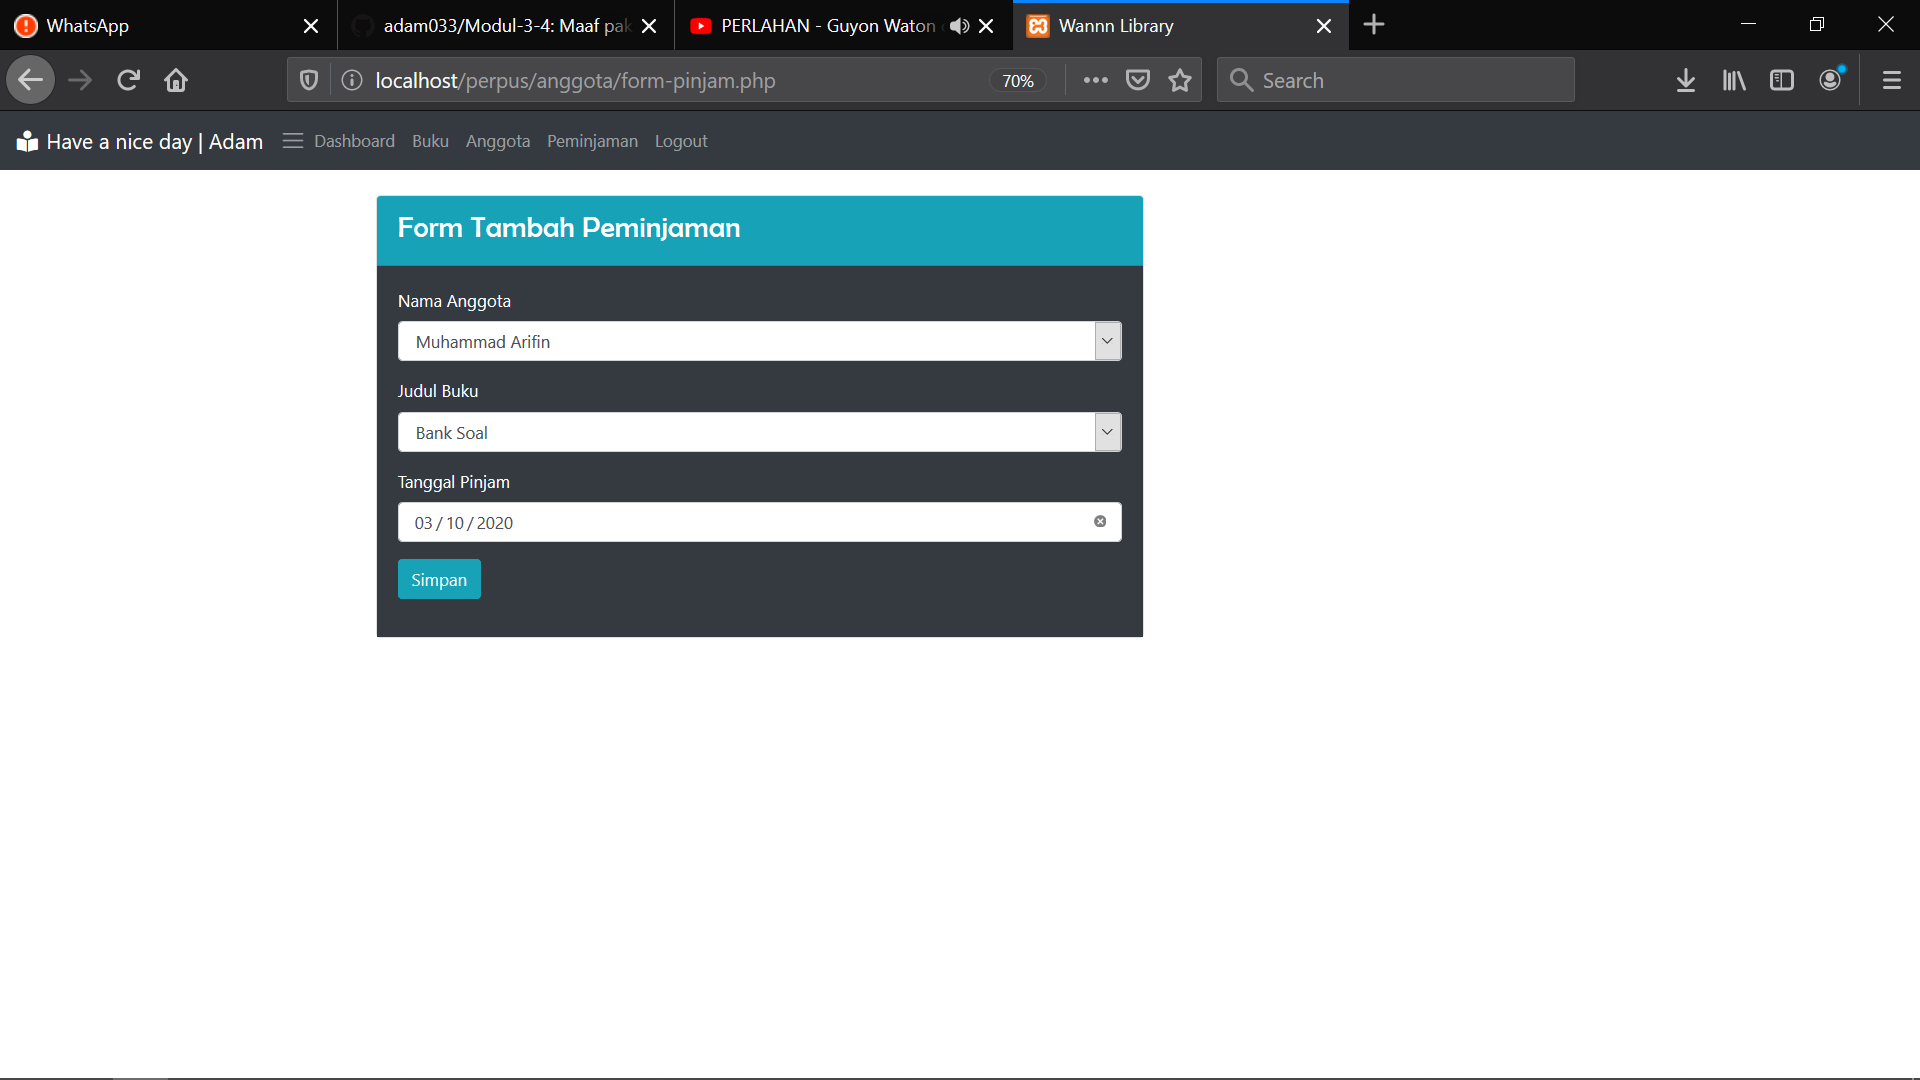 WhatsApp
adam033/Modul-3-4: Maaf pak
PERLAHAN - Guyon Waton
Wannn Library
localhost/perpus/anggota/form-pinjam.php
70%
Search
Have a nice day | Adam
Dashboard Buku Anggota Peminjaman Logout
Form Tambah Peminjaman
Nama Anggota
Muhammad Arifin
Judul Buku
Bank Soal
Tanggal Pinjam
03 / 10 / 2020
Simpan